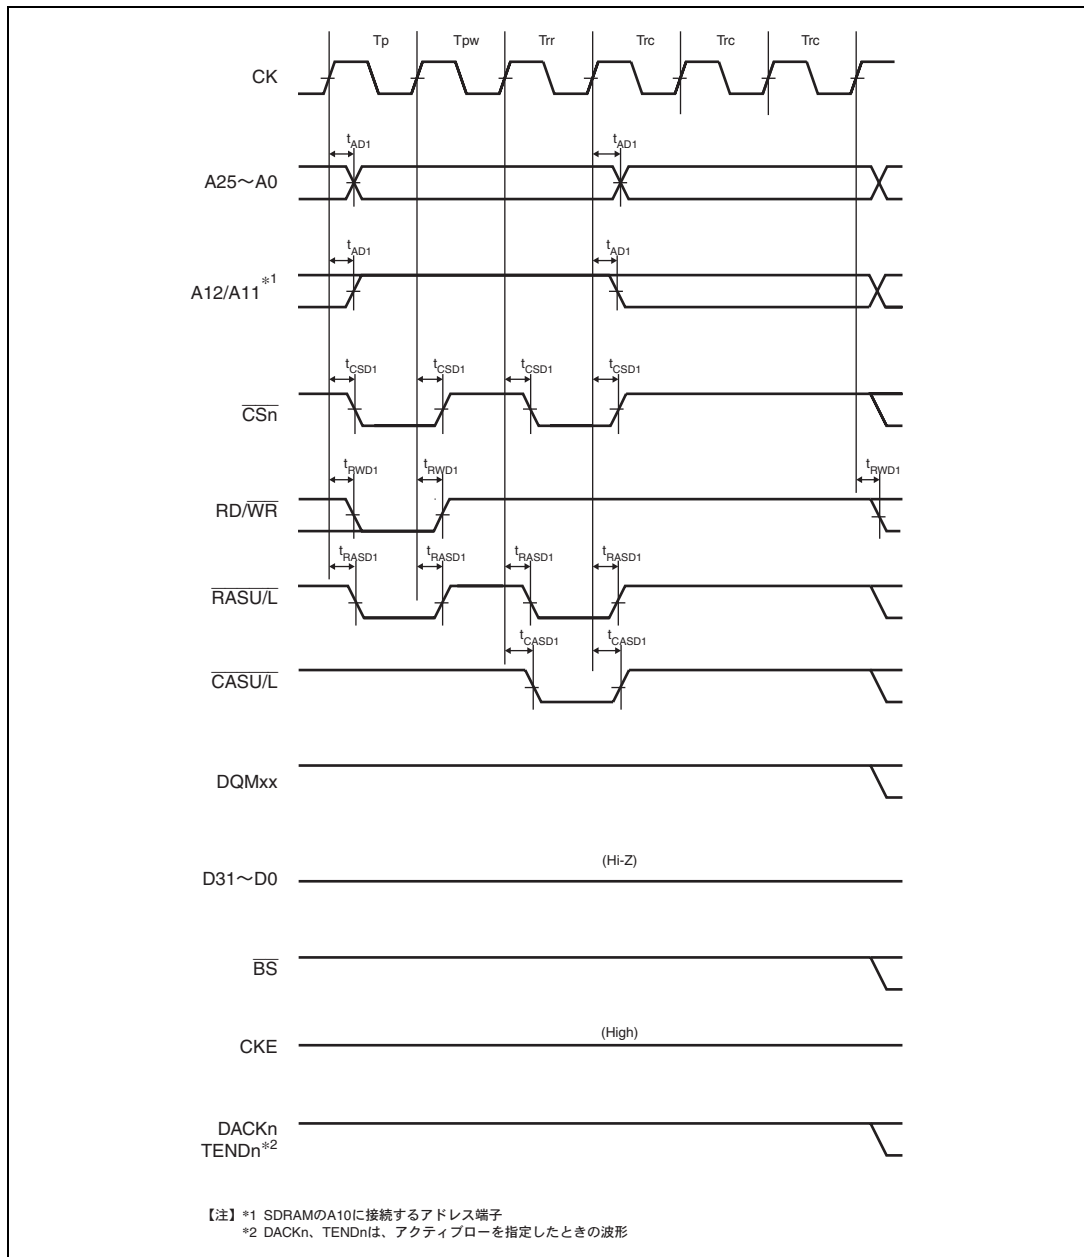 Tp Tpw Trr Trc Trc Trc
CK
tAD1 tAD1
A25～A0
tAD1 tAD1
A12/A11*1
tCSD1 tCSD1 tCSD1 tCSD1
CSn
tRWD1 tRWD1 tRWD1
RD/WR
tRASD1 tRASD1 tRASD1 tRASD1
RASU/L
tCASD1 tCASD1
CASU/L
DQMxx
(Hi-Z)
D31～D0
BS
(High)
CKE
DACKn
TENDn*2
【注】*1 SDRAMのA10に接続するアドレス端子
*2 DACKn、TENDnは、アクティブローを指定したときの波形